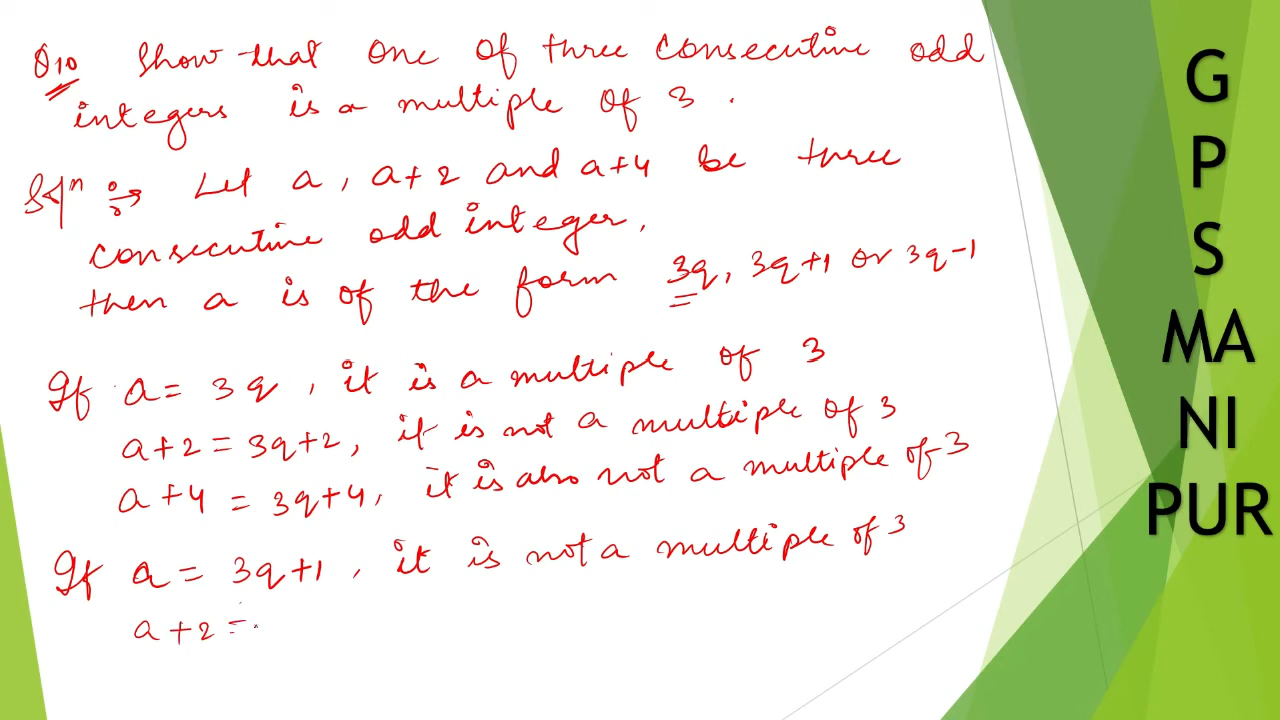 Q10 Show that one of three consecutive odd
integers is a multiple of 3.
Solⁿ :→ Let a, a+2 and a+4 be three
consecutive odd integer,
then a is of the form 3q, 3q+1 or 3q-1
If a = 3q, it is a multiple of 3
a+2 = 3q+2, it is not a multiple of 3
a+4 = 3q+4, it is also not a multiple of 3
If a = 3q+1, it is not a multiple of 3
a+2 =
G
P
S
MA
NI
PUR